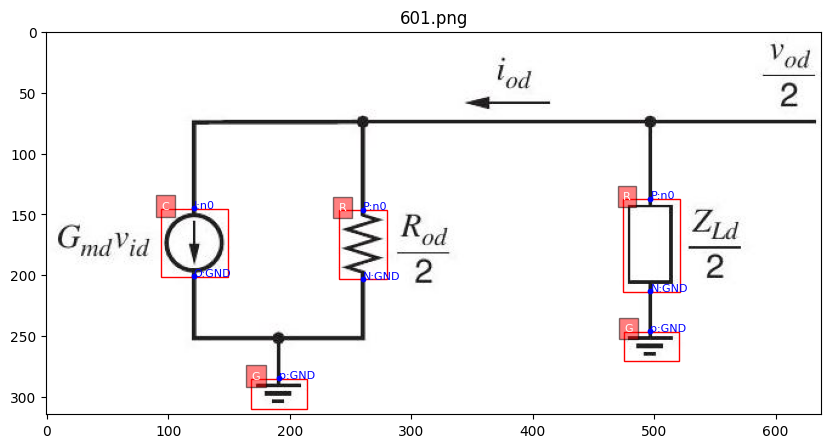 601.png
0
50
100
150
200
250
300
0
100
200
300
400
500
600
i_{od}
\frac{v_{od}}{2}
C
I:n0
O:GND
G_{md}v_{id}
R
P:n0
N:GND
\frac{R_{od}}{2}
R
P:n0
N:GND
\frac{Z_{Ld}}{2}
G
p:GND
G
p:GND